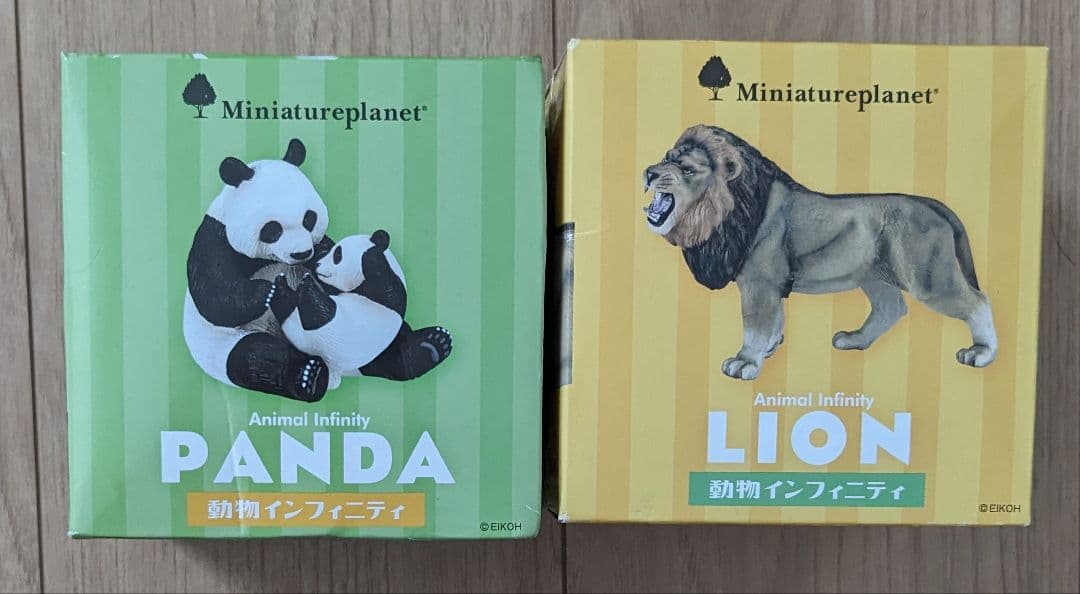 Miniatureplanet®
Animal Infinity
PANDA
動物インフィニティ
©EIKOH
Miniatureplanet®
Animal Infinity
LION
動物インフィニティ
©EIKOH